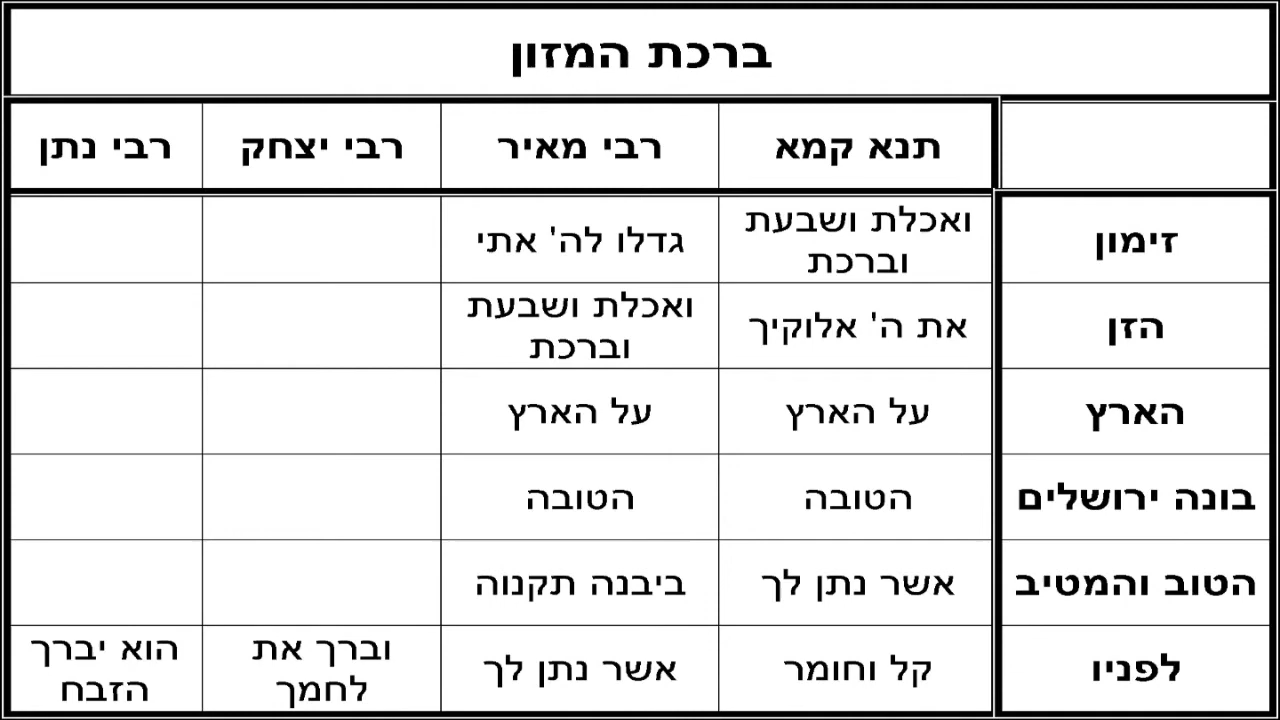 ברכת המזון
תנא קמא רבי מאיר רבי יצחק רבי נתן
זימון ואכלת ושבעת וברכת גדלו לה' אתי
הזן את ה' אלוקיך ואכלת ושבעת וברכת
הארץ על הארץ על הארץ
בונה ירושלים הטובה הטובה
הטוב והמטיב אשר נתן לך ביבנה תקנוה
לפניו קל וחומר אשר נתן לך וברך את לחמך הוא יברך הזבח